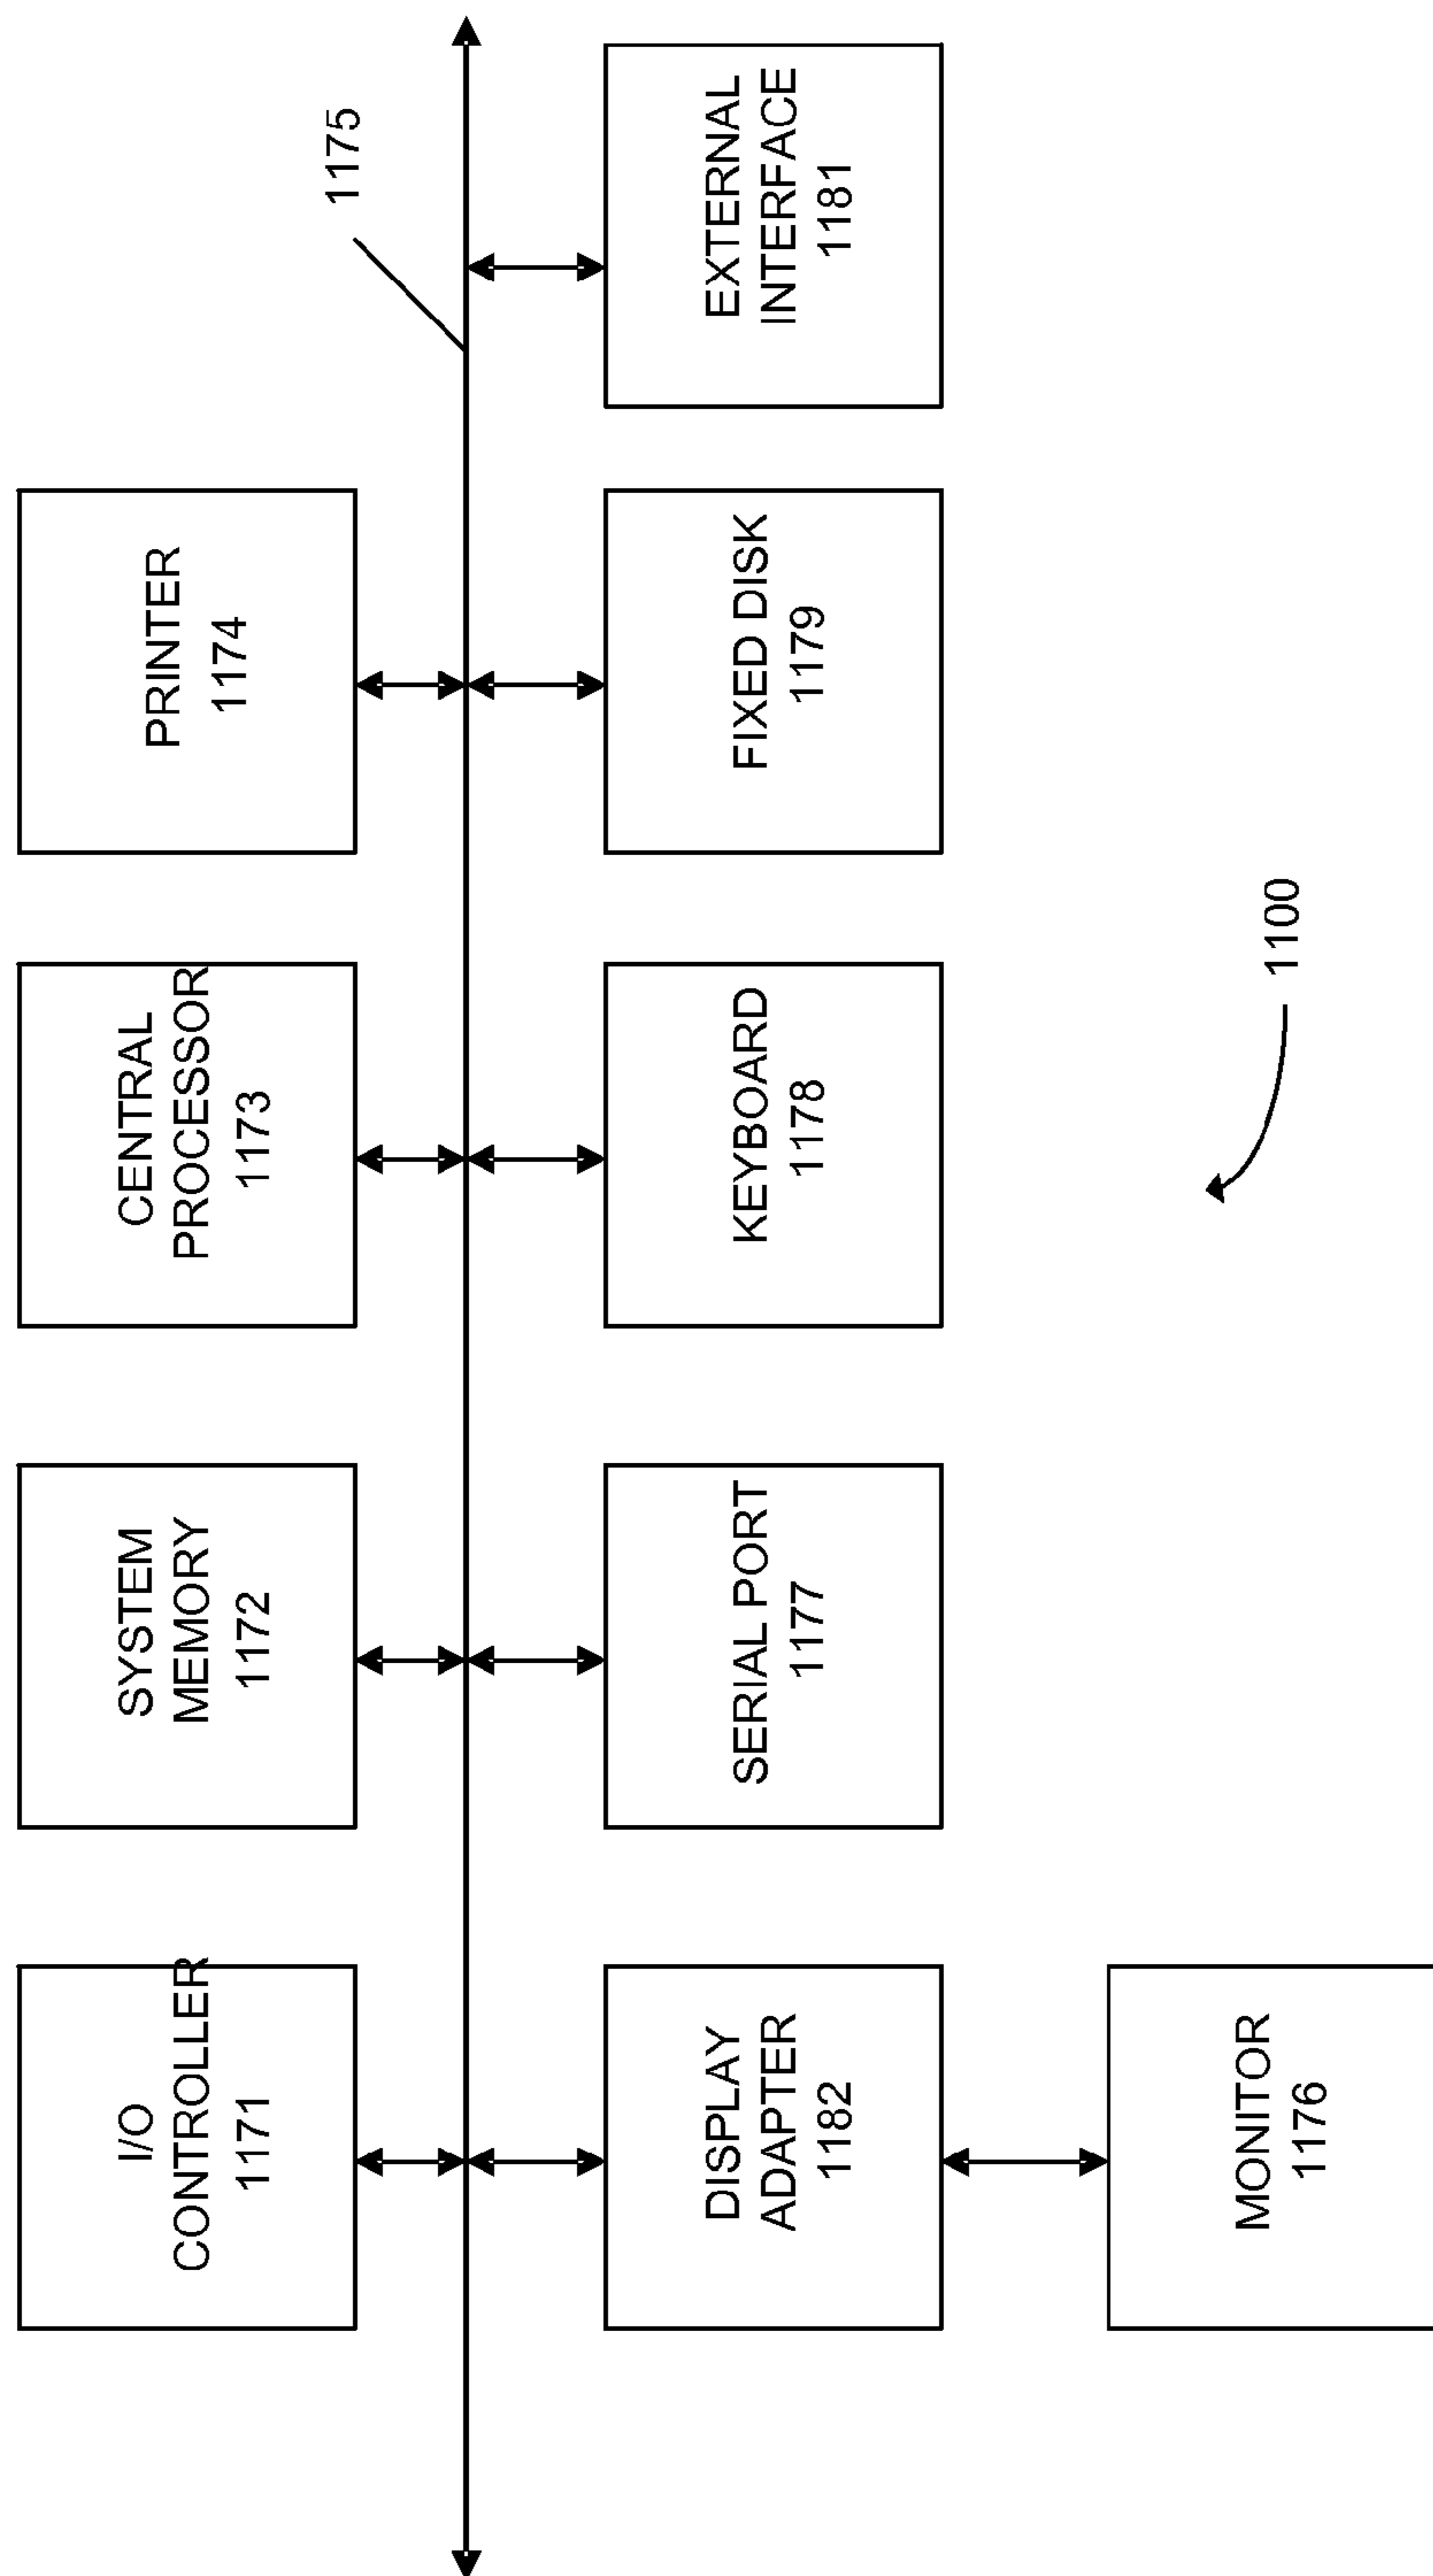 I/O
CONTROLLER
1171
SYSTEM
MEMORY
1172
CENTRAL
PROCESSOR
1173
PRINTER
1174
1175
DISPLAY
ADAPTER
1182
SERIAL PORT
1177
KEYBOARD
1178
FIXED DISK
1179
EXTERNAL
INTERFACE
1181
MONITOR
1176
1100